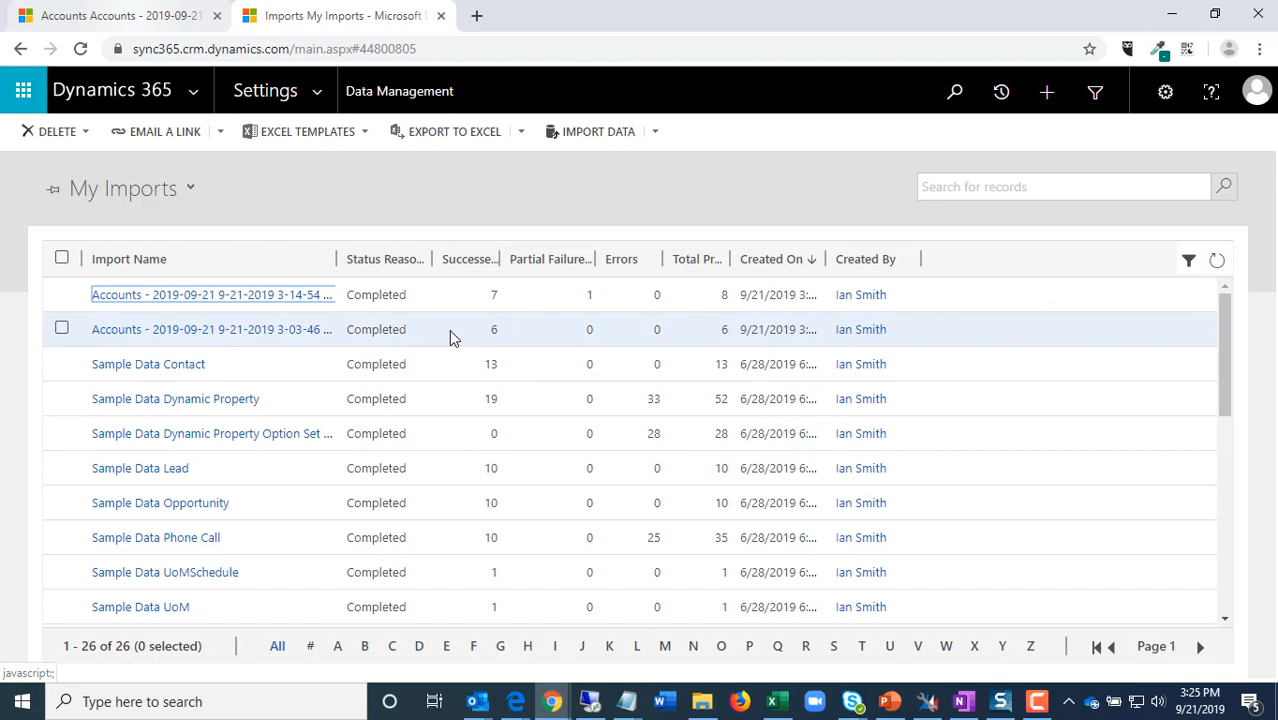 Accounts Accounts - 2019-09-21
Imports My Imports - Microsoft
sync365.crm.dynamics.com/main.aspx#44800805
Dynamics 365 Settings Data Management
DELETE EMAIL A LINK EXCEL TEMPLATES EXPORT TO EXCEL IMPORT DATA
My Imports
Search for records
Import Name Status Reaso... Successe... Partial Failure... Errors Total Pr... Created On Created By
Accounts - 2019-09-21 9-21-2019 3-14-54 ... Completed 7 1 0 8 9/21/2019 3:... Ian Smith
Accounts - 2019-09-21 9-21-2019 3-03-46 ... Completed 6 0 0 6 9/21/2019 3:... Ian Smith
Sample Data Contact Completed 13 0 0 13 6/28/2019 6:... Ian Smith
Sample Data Dynamic Property Completed 19 0 33 52 6/28/2019 6:... Ian Smith
Sample Data Dynamic Property Option Set ... Completed 0 0 28 28 6/28/2019 6:... Ian Smith
Sample Data Lead Completed 10 0 0 10 6/28/2019 6:... Ian Smith
Sample Data Opportunity Completed 10 0 0 10 6/28/2019 6:... Ian Smith
Sample Data Phone Call Completed 10 0 25 35 6/28/2019 6:... Ian Smith
Sample Data UoMSchedule Completed 1 0 0 1 6/28/2019 6:... Ian Smith
Sample Data UoM Completed 1 0 0 1 6/28/2019 6:... Ian Smith
1 - 26 of 26 (0 selected) All # A B C D E F G H I J K L M N O P Q R S T U V W X Y Z Page 1
javascript:;
Type here to search
3:25 PM
9/21/2019
5